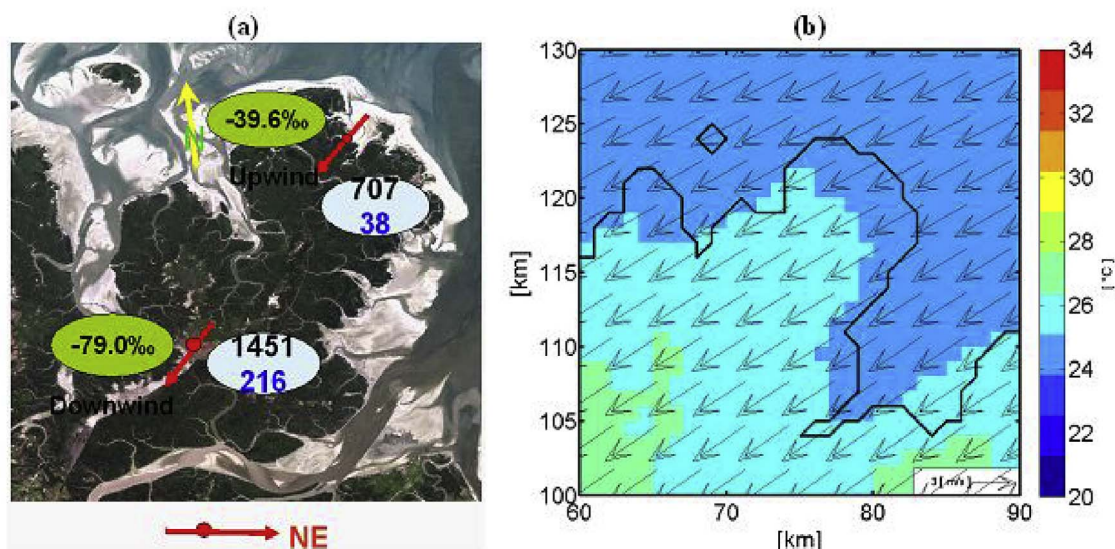 (a)
-39.6‰
N
Upwind
707
38
-79.0‰
1451
216
Downwind
NE
(b)
130
125
120
115
110
105
100
[km]
60
70
80
90
[km]
34
32
30
28
26
24
22
20
[°C]
3[m/s]